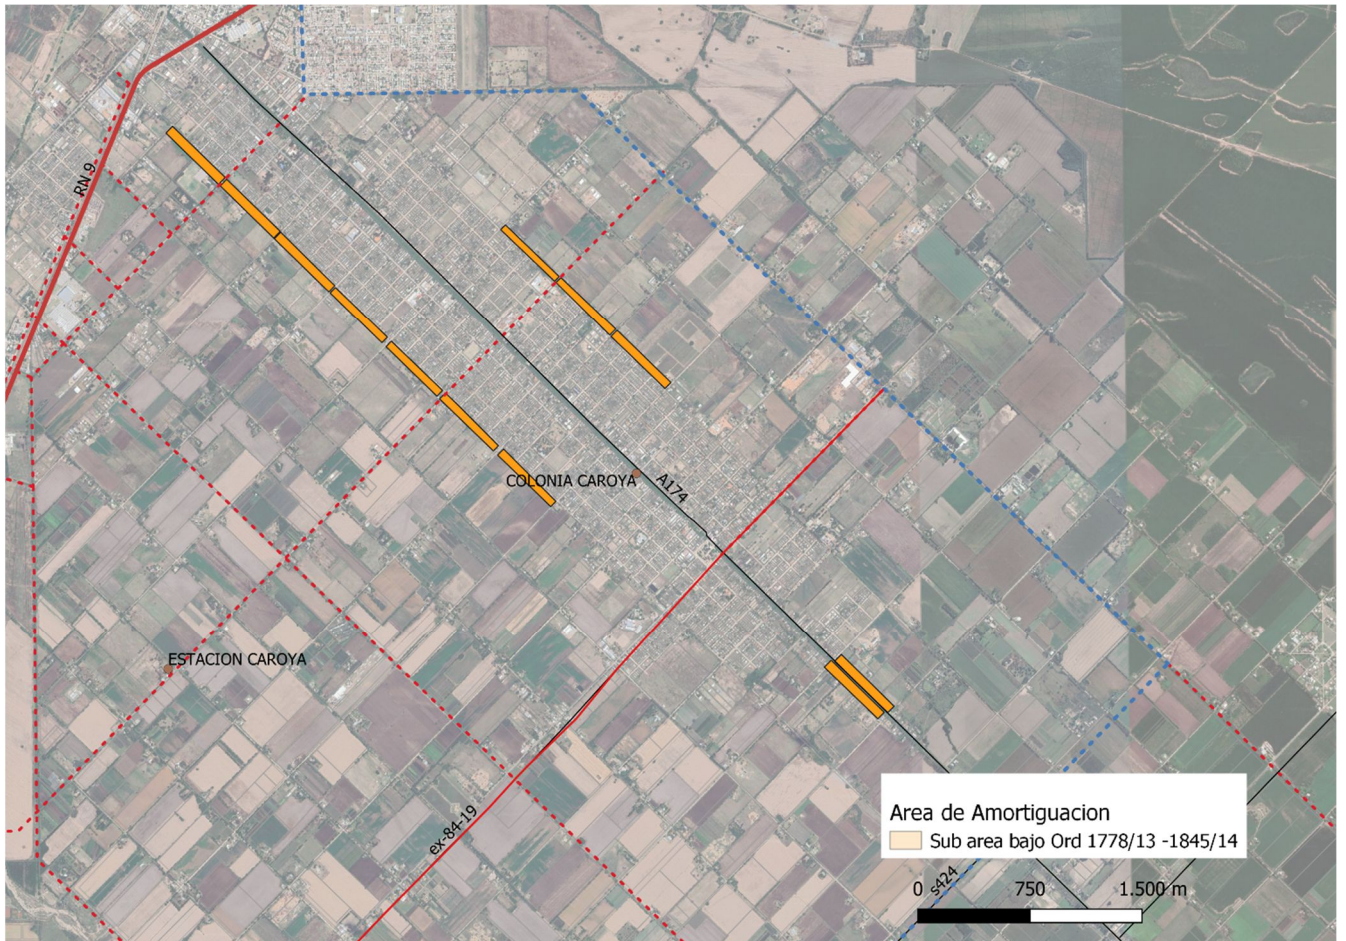 RN 9
COLONIA CAROYA
A174
ESTACION CAROYA
ex-84-19
Area de Amortiguacion
Sub area bajo Ord 1778/13 -1845/14
s424
0 750 1.500 m